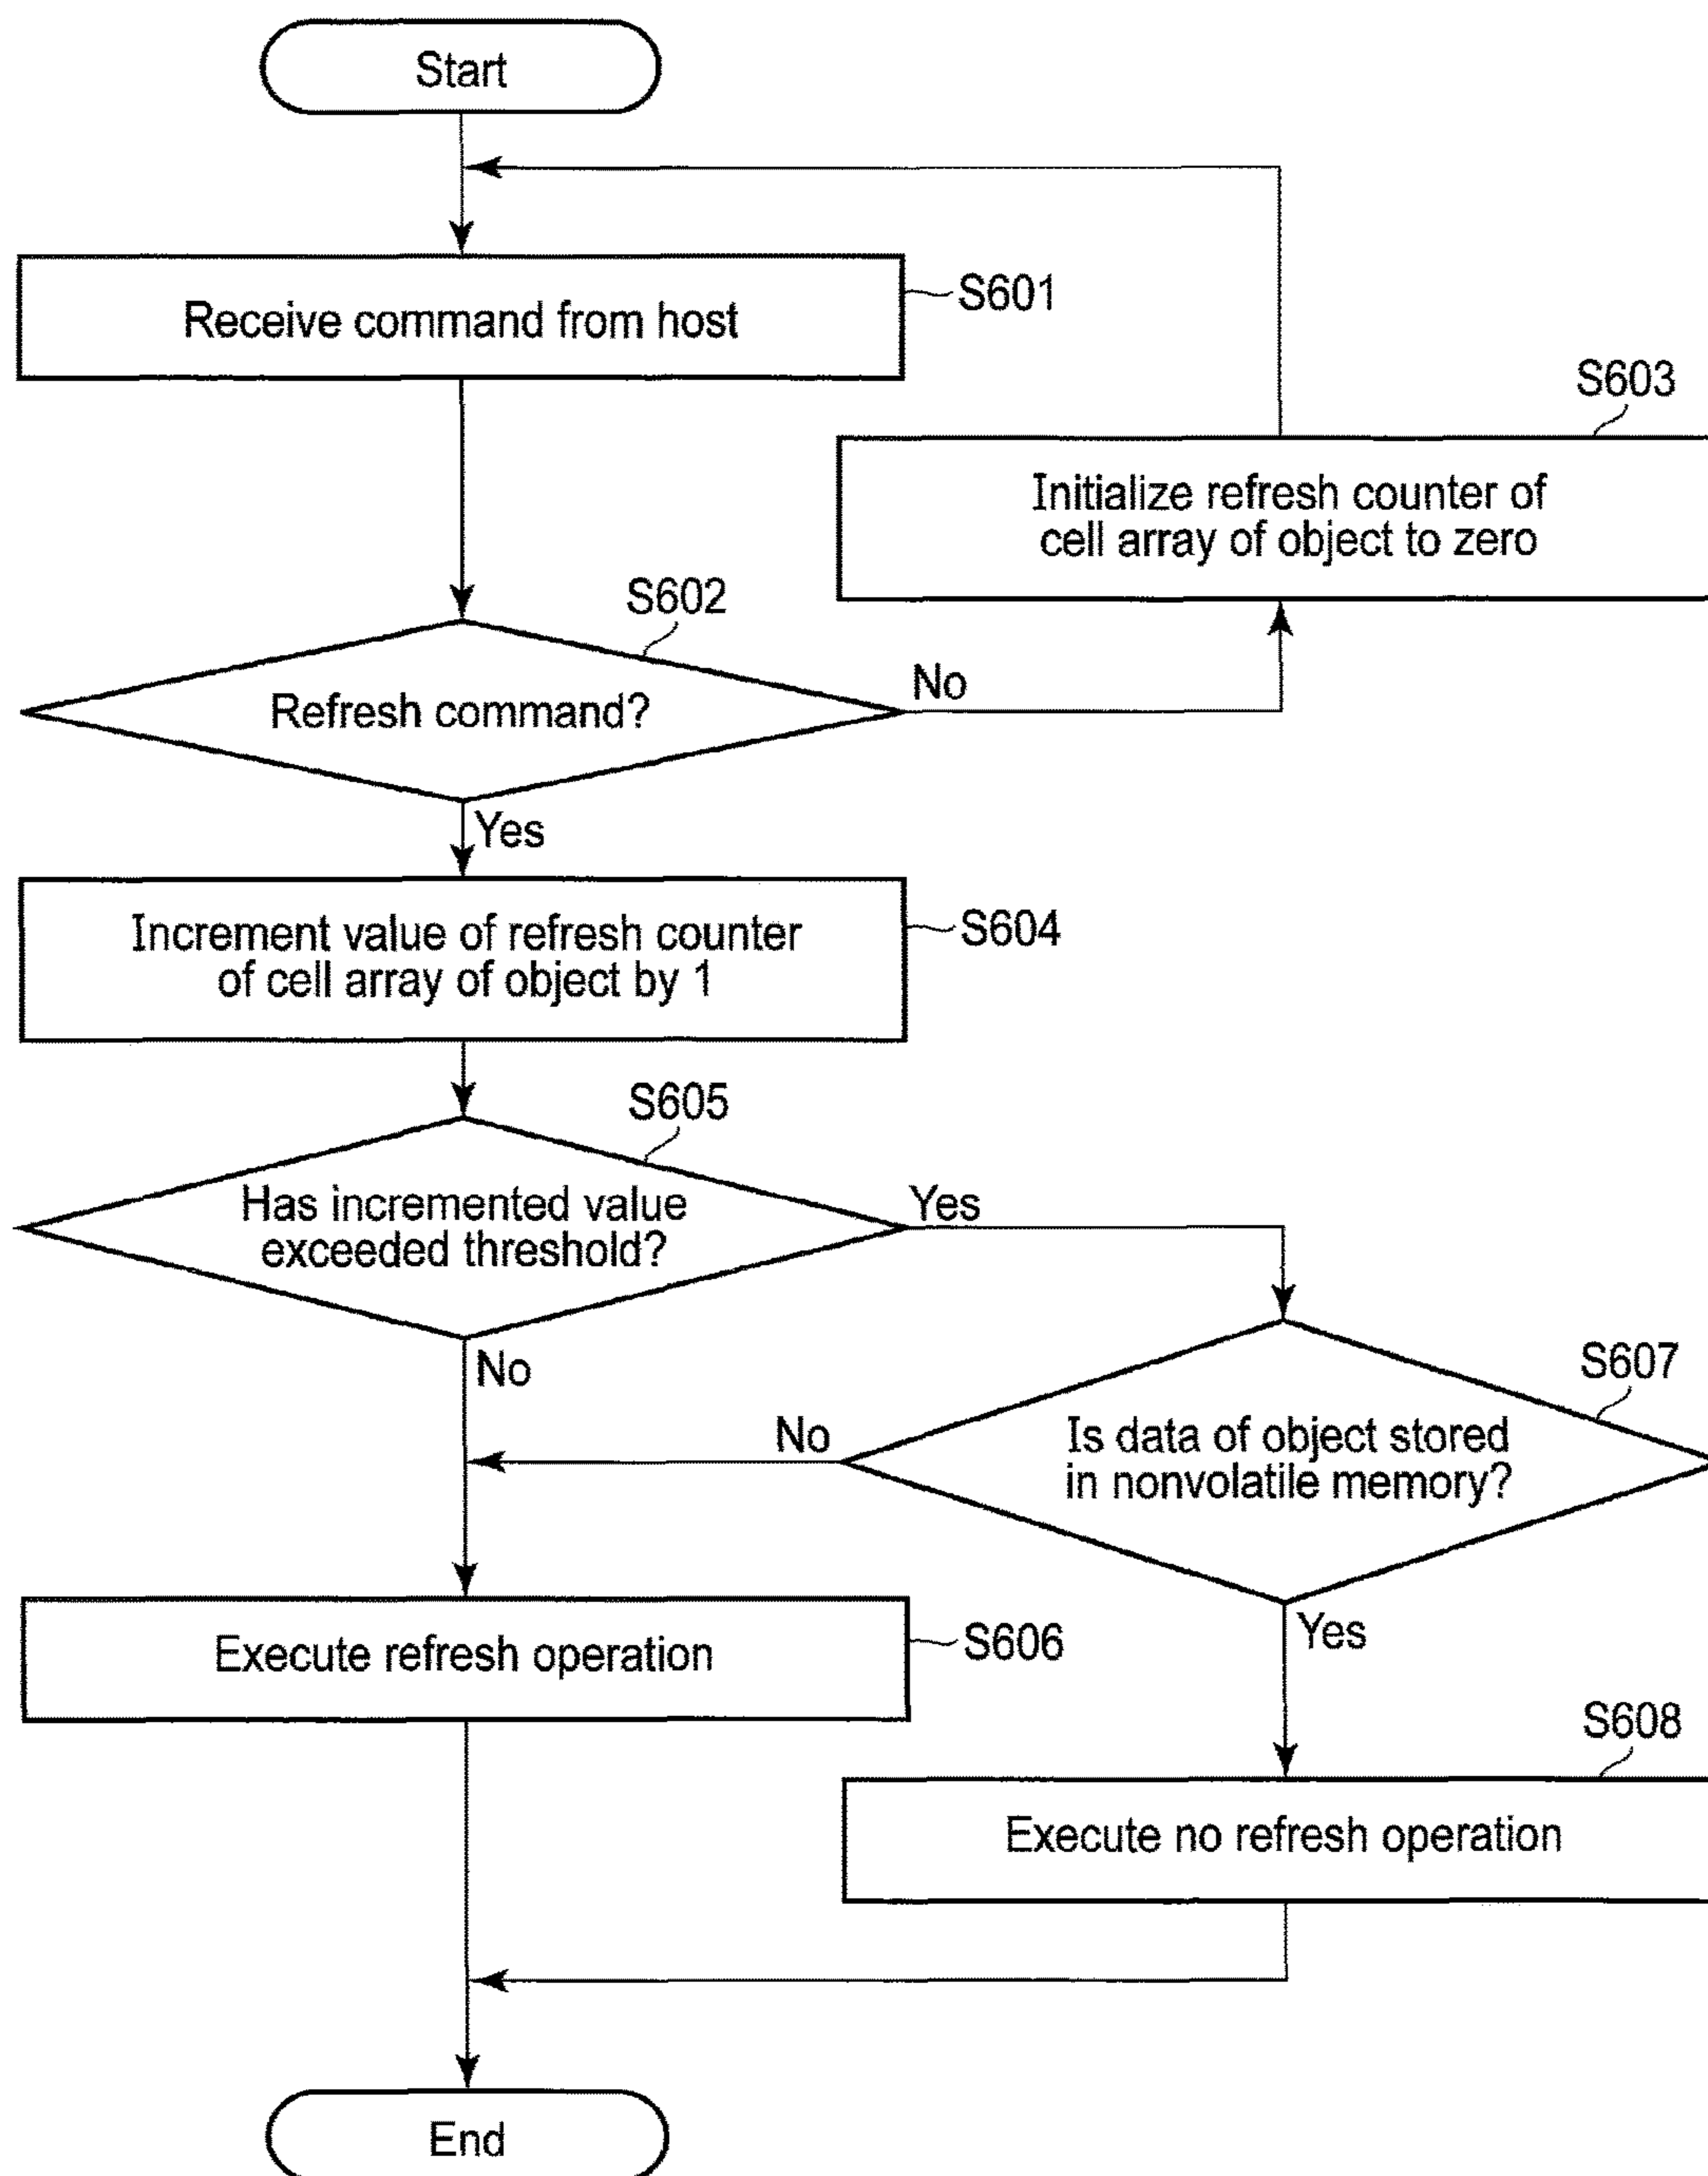 Start
Receive command from host
S601
S603
Initialize refresh counter of
cell array of object to zero
S602
Refresh command?
No
Yes
Increment value of refresh counter
of cell array of object by 1
S604
S605
Has incremented value
exceeded threshold?
Yes
No
S607
Is data of object stored
in nonvolatile memory?
No
Yes
Execute refresh operation
S606
S608
Execute no refresh operation
End